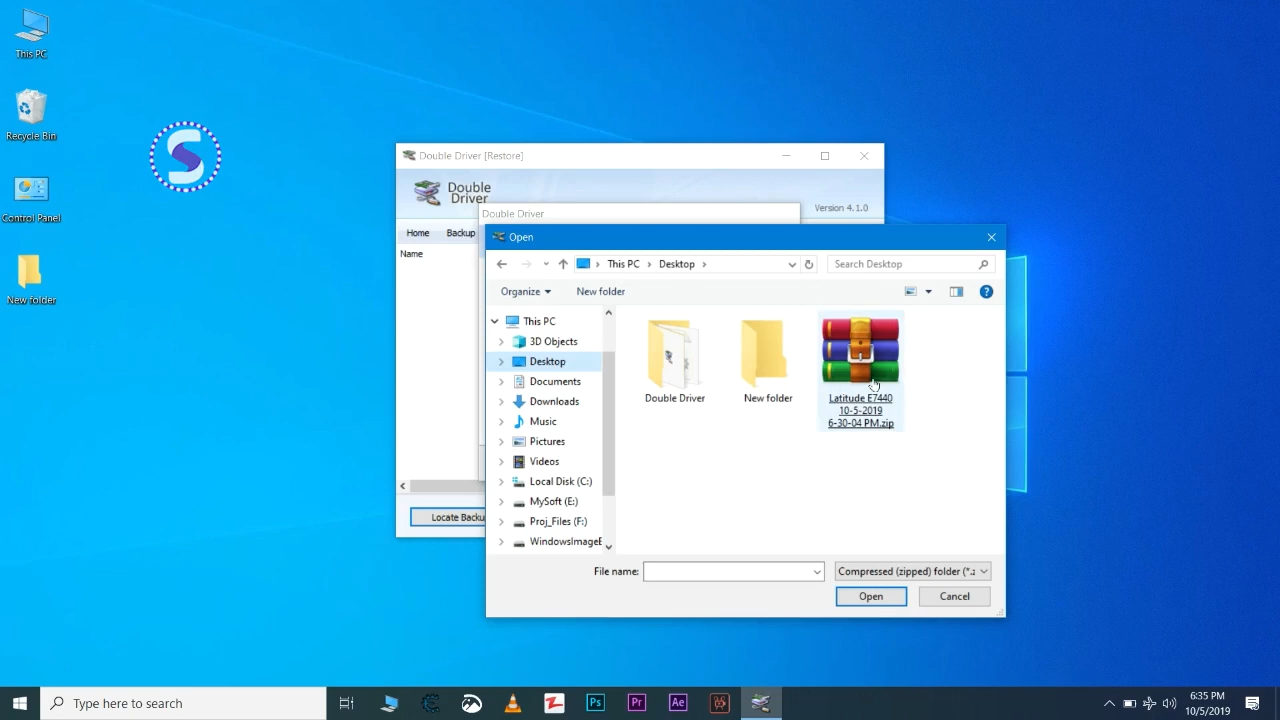 This PC
Recycle Bin
Control Panel
New folder
S
Double Driver [Restore]
Double
Driver
Version 4.1.0
Home
Backup
Name
Locate Backu
Double Driver
Open
This PC
Desktop
Search Desktop
Organize
New folder
This PC
3D Objects
Desktop
Documents
Downloads
Music
Pictures
Videos
Local Disk (C:)
MySoft (E:)
Proj_Files (F:)
WindowsImageE
Double Driver
New folder
Latitude E7440
10-5-2019
6-30-04 PM.zip
File name:
Compressed (zipped) folder (*.z
Open
Cancel
Type here to search
Ps
Pr
Ae
6:35 PM
10/5/2019